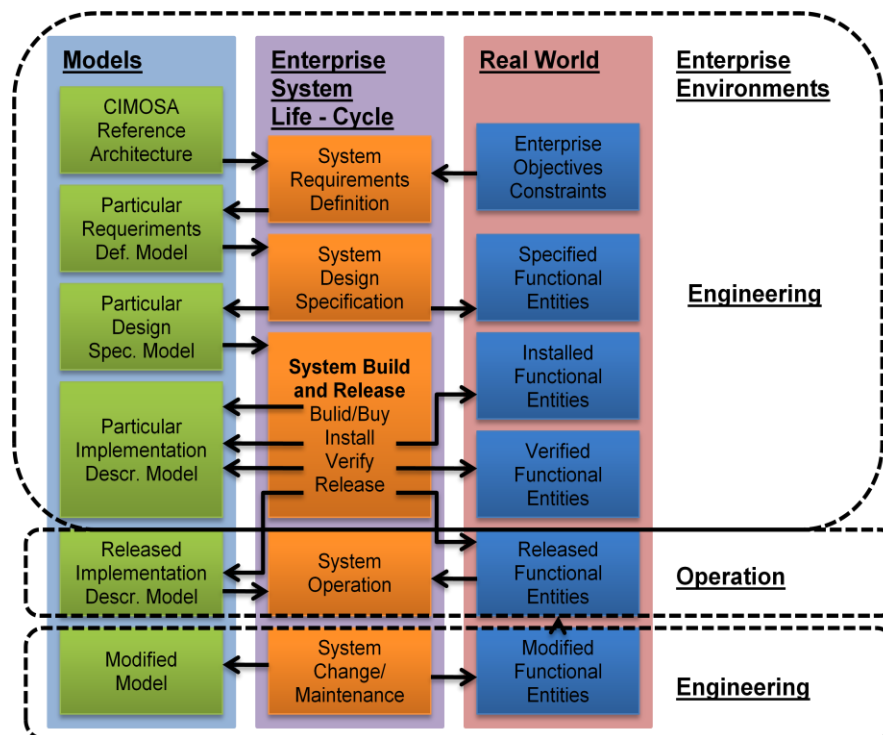 Models
CIMOSA
Reference
Architecture
Particular
Requeriments
Def. Model
Particular
Design
Spec. Model
Particular
Implementation
Descr. Model
Released
Implementation
Descr. Model
Modified
Model
Enterprise
System
Life - Cycle
System
Requirements
Definition
System
Design
Specification
System Build
and Release
Bulid/Buy
Install
Verify
Release
System
Operation
System
Change/
Maintenance
Real World
Enterprise
Objectives
Constraints
Specified
Functional
Entities
Installed
Functional
Entities
Verified
Functional
Entities
Released
Functional
Entities
Modified
Functional
Entities
Enterprise
Environments
Engineering
Operation
Engineering